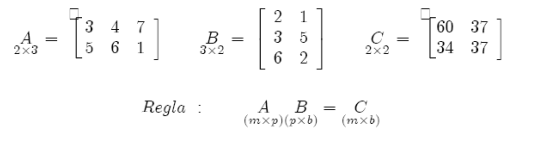 A 2×3 = [ 3 4 7 B 3×2 = [ 2 1 C 2×2 = [ 60 37
5 6 1 ] 3 5 34 37 ]
6 2 ]
Regla : A (m×p) B (p×b) = C (m×b)